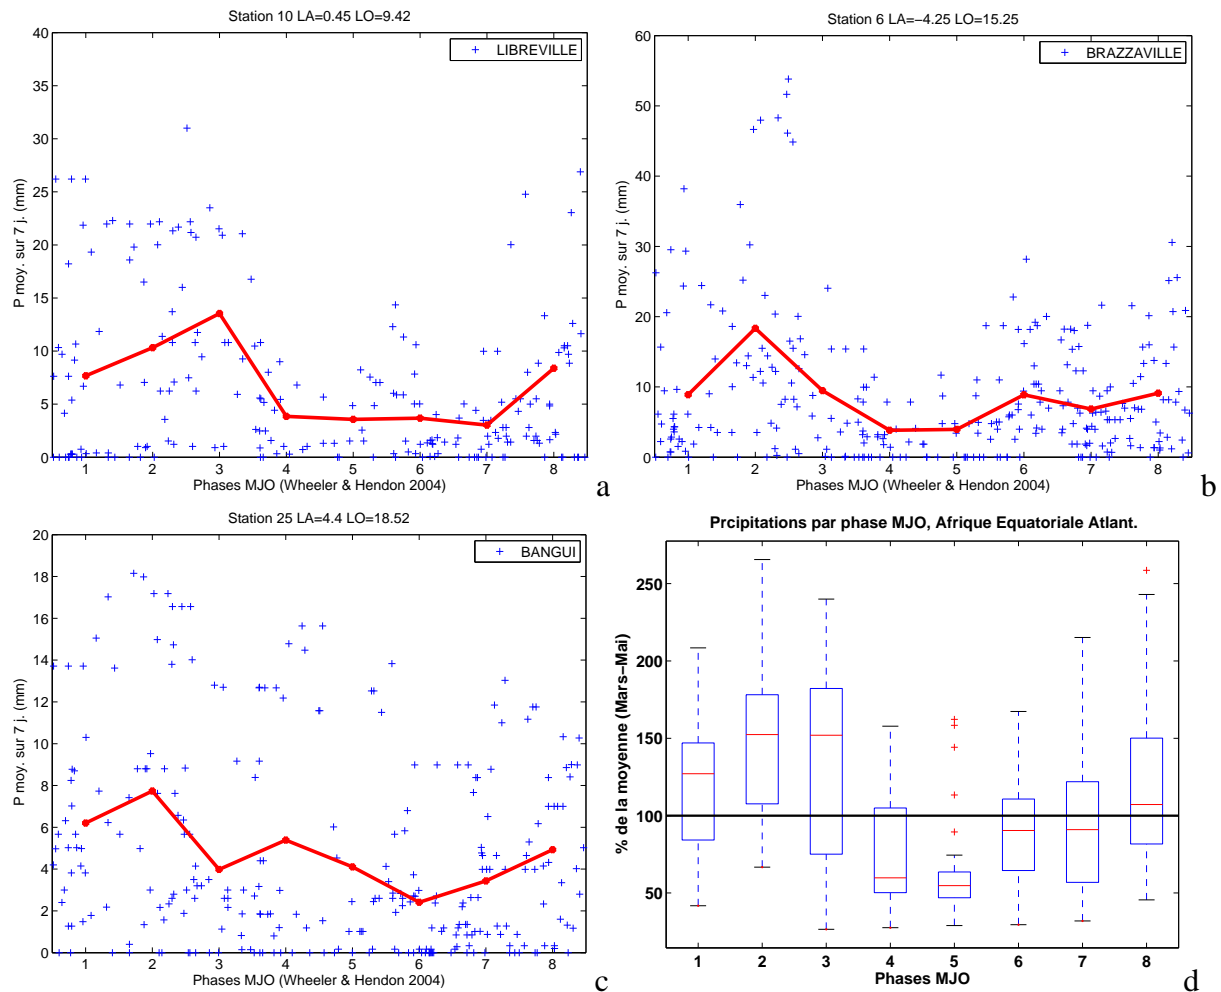 Station 10 LA=0.45 LO=9.42
40
35
30
25
20
15
10
5
0
P moy. sur 7 j. (mm)
LIBREVILLE
1 2 3 4 5 6 7 8
Phases MJO (Wheeler & Hendon 2004)
a
Station 6 LA=−4.25 LO=15.25
60
50
40
30
20
10
0
P moy. sur 7 j. (mm)
BRAZZAVILLE
1 2 3 4 5 6 7 8
Phases MJO (Wheeler & Hendon 2004)
b
Station 25 LA=4.4 LO=18.52
20
18
16
14
12
10
8
6
4
2
0
P moy. sur 7 j. (mm)
BANGUI
1 2 3 4 5 6 7 8
Phases MJO (Wheeler & Hendon 2004)
c
Prcipitations par phase MJO, Afrique Equatoriale Atlant.
250
200
150
100
50
% de la moyenne (Mars−Mai)
1 2 3 4 5 6 7 8
Phases MJO
d